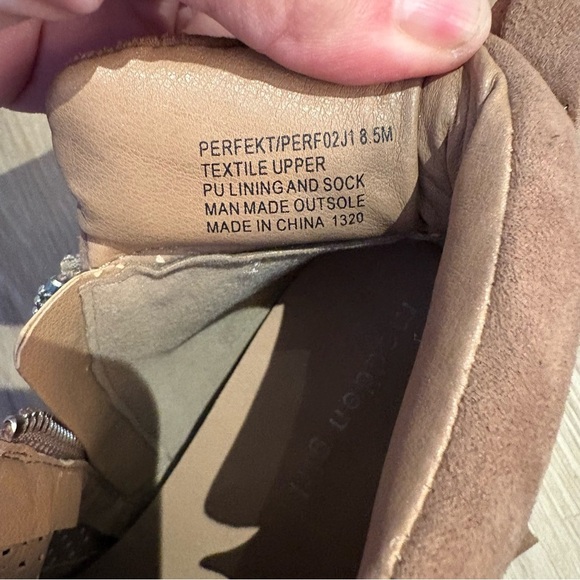 PERFEKT/PERF02J1 8.5M
TEXTILE UPPER
PU LINING AND SOCK
MAN MADE OUTSOLE
MADE IN CHINA 1320